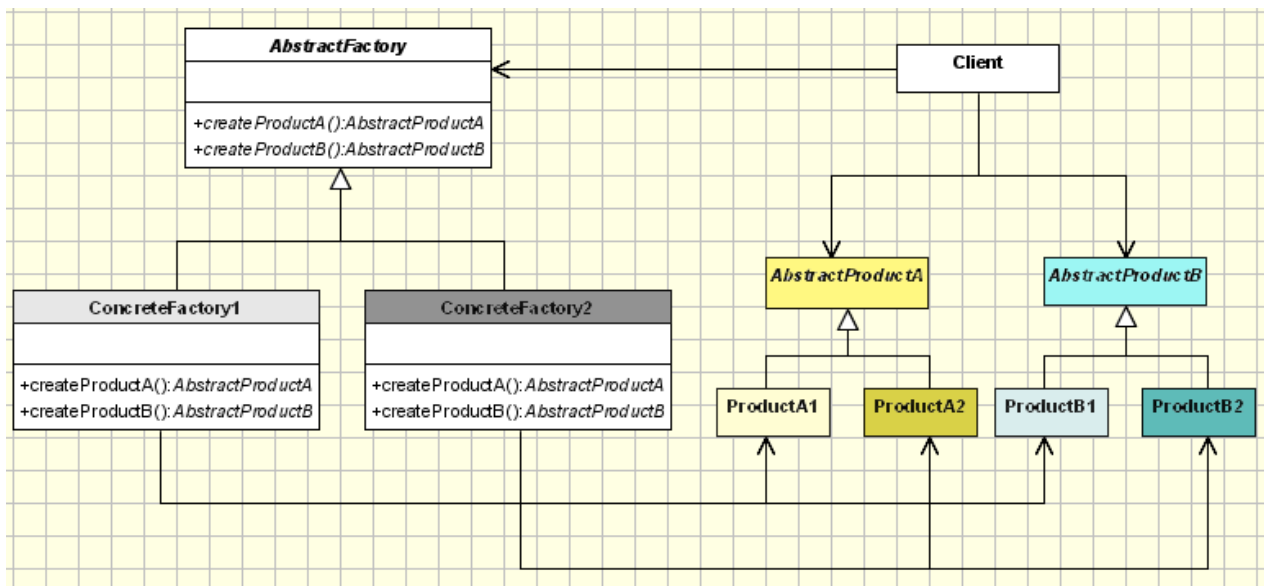 AbstractFactory
+createProductA():AbstractProductA
+createProductB():AbstractProductB
Client
ConcreteFactory1
+createProductA():AbstractProductA
+createProductB():AbstractProductB
ConcreteFactory2
+createProductA():AbstractProductA
+createProductB():AbstractProductB
AbstractProductA
AbstractProductB
ProductA1
ProductA2
ProductB1
ProductB2